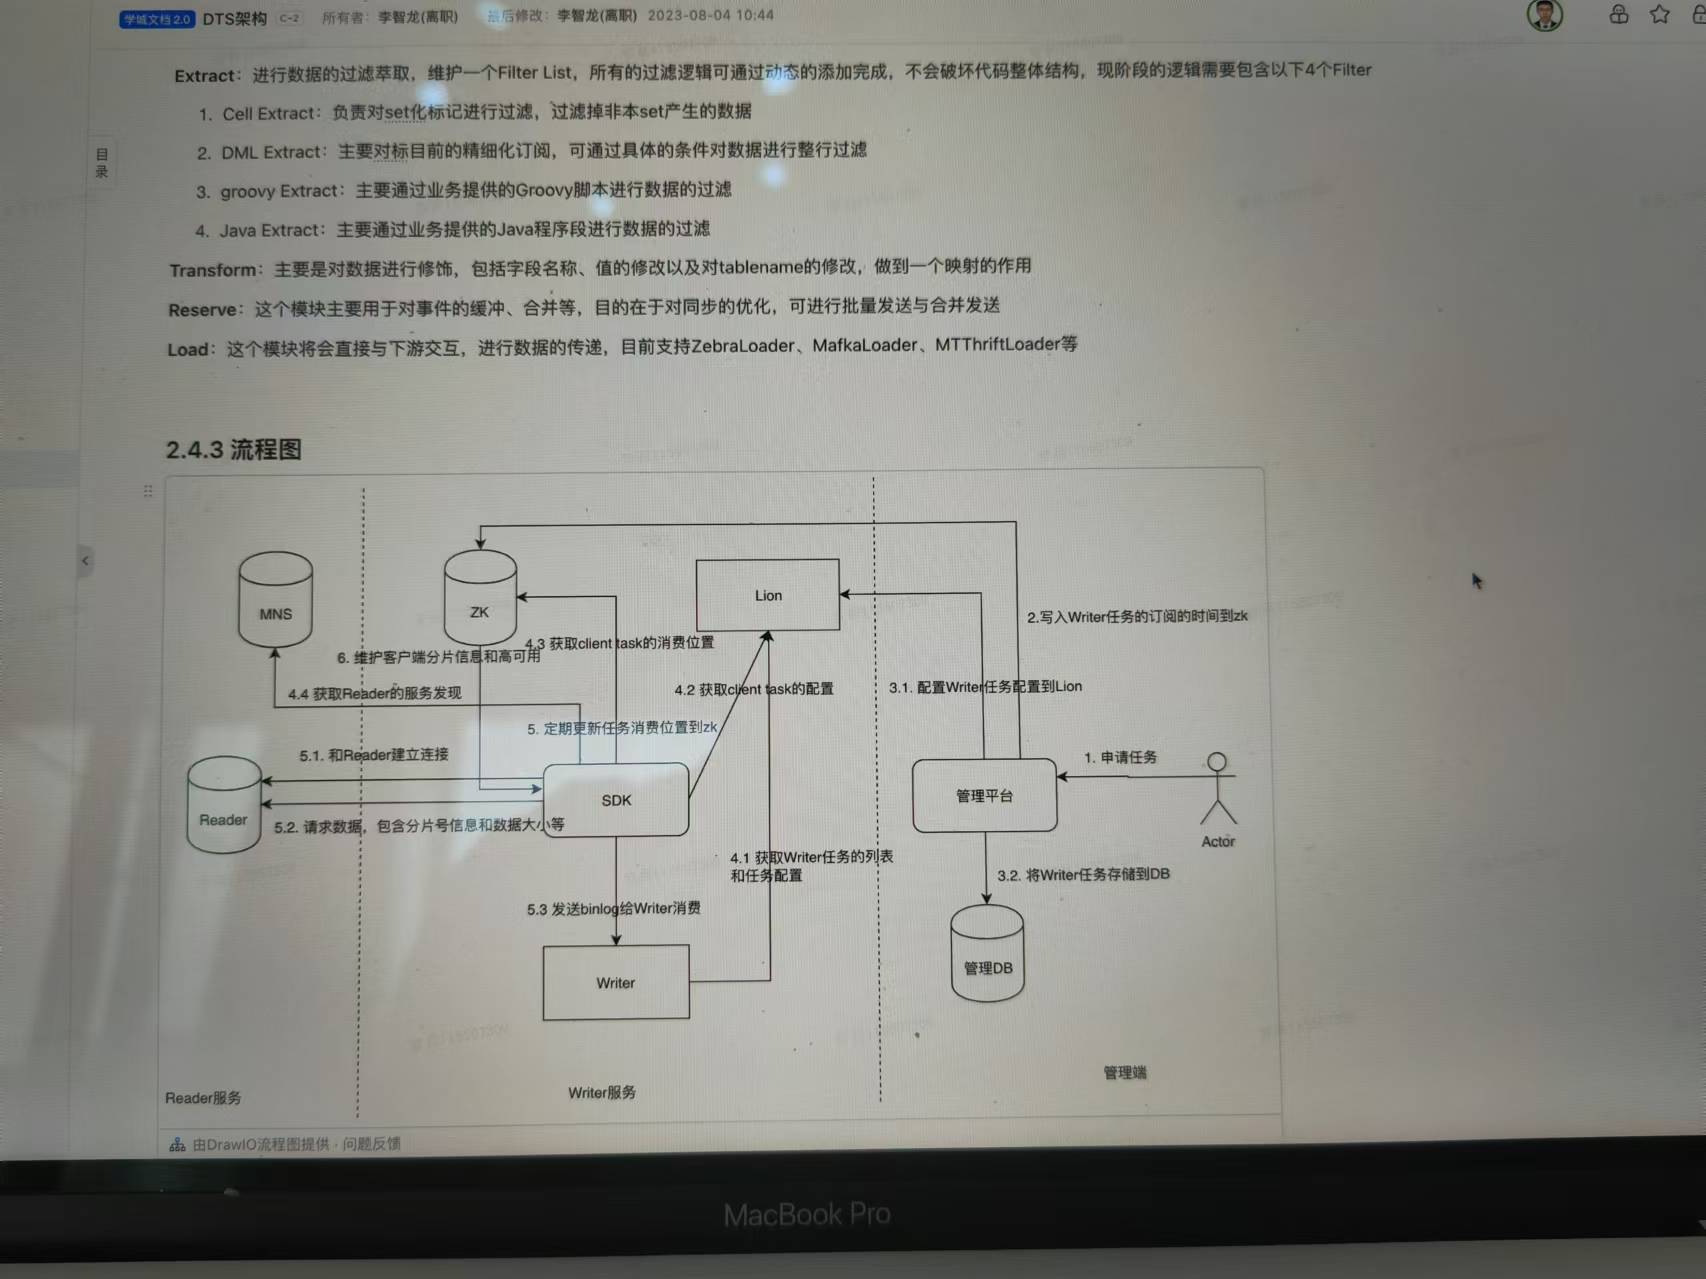 学城文档 2.0 DTS架构 C-2 所有者：李智龙(离职) 最后修改：李智龙(离职) 2023-08-04 10:44
目录
Extract：进行数据的过滤萃取，维护一个Filter List，所有的过滤逻辑可通过动态的添加完成，不会破坏代码整体结构，现阶段的逻辑需要包含以下4个Filter
1. Cell Extract：负责对set化标记进行过滤，过滤掉非本set产生的数据
2. DML Extract：主要对标目前的精细化订阅，可通过具体的条件对数据进行整行过滤
3. groovy Extract：主要通过业务提供的Groovy脚本进行数据的过滤
4. Java Extract：主要通过业务提供的Java程序段进行数据的过滤
Transform：主要是对数据进行修饰，包括字段名称、值的修改以及对tablename的修改，做到一个映射的作用
Reserve：这个模块主要用于对事件的缓冲、合并等，目的在于对同步的优化，可进行批量发送与合并发送
Load：这个模块将会直接与下游交互，进行数据的传递，目前支持ZebraLoader、MafkaLoader、MTThriftLoader等
2.4.3 流程图
MNS
ZK
Lion
2.写入Writer任务的订阅的时间到zk
4.3 获取client task的消费位置
6. 维护客户端分片信息和高可用
4.4 获取Reader的服务发现
4.2 获取client task的配置
3.1. 配置Writer任务配置到Lion
5. 定期更新任务消费位置到zk
5.1. 和Reader建立连接
1. 申请任务
SDK
管理平台
Reader
5.2. 请求数据，包含分片号信息和数据大小等
Actor
4.1 获取Writer任务的列表
和任务配置
3.2. 将Writer任务存储到DB
5.3 发送binlog给Writer消费
管理DB
Writer
管理端
Reader服务
Writer服务
由DrawIO流程图提供 · 问题反馈
MacBook Pro